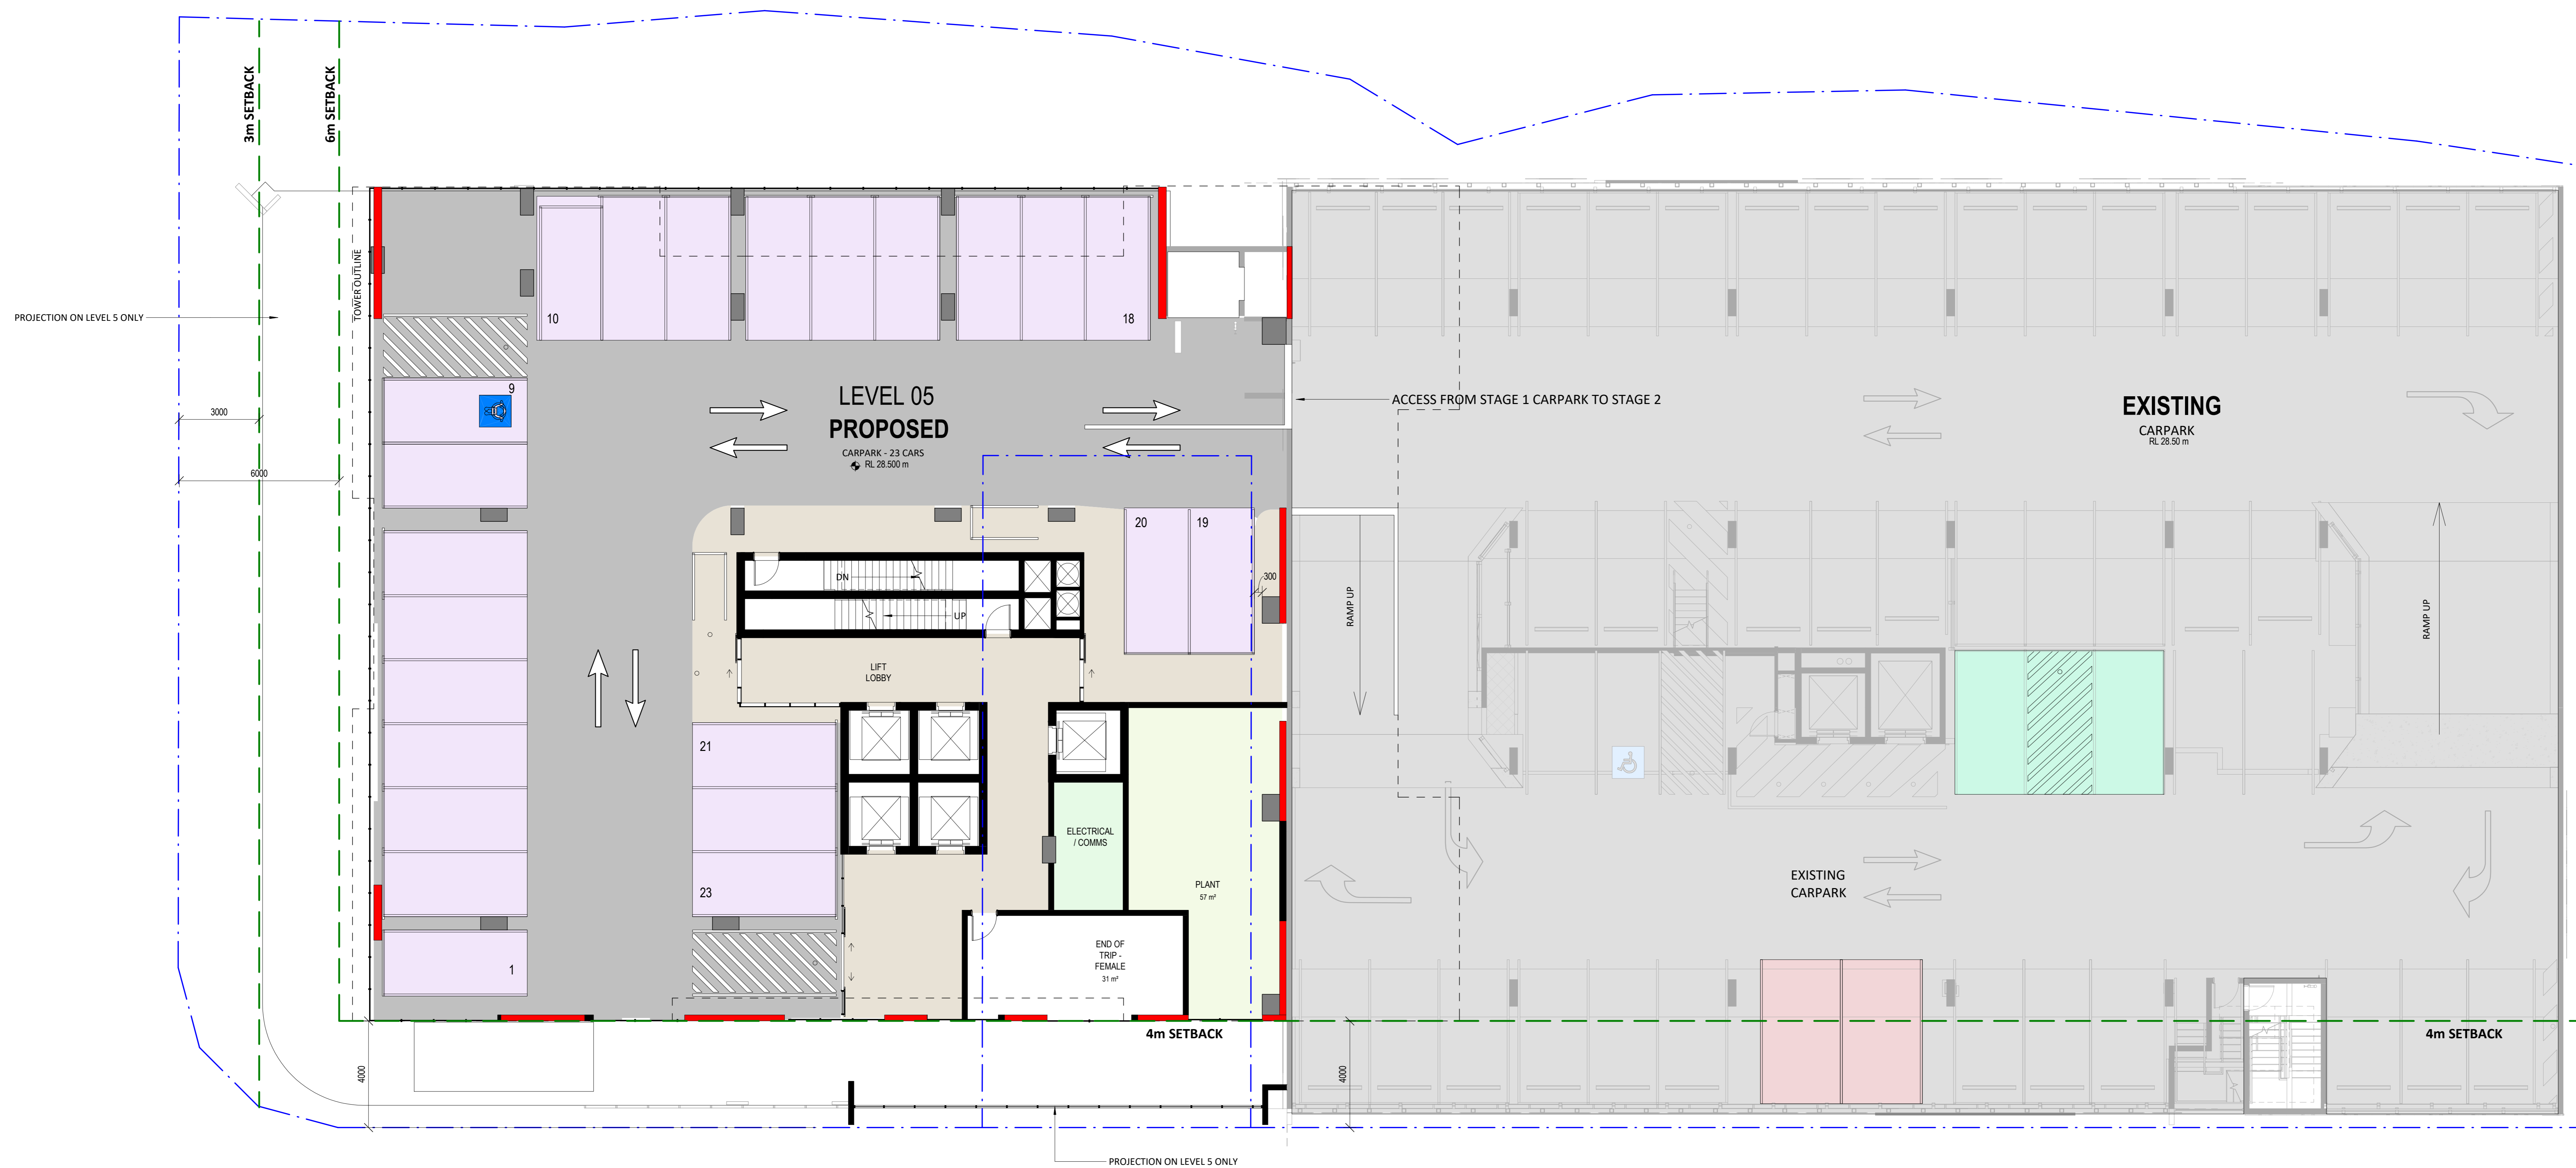 3m SETBACK
6m SETBACK
TOWER OUTLINE
PROJECTION ON LEVEL 5 ONLY
10
18
9
3000
6000
LEVEL 05
PROPOSED
CARPARK - 23 CARS
RL 28.500 m
ACCESS FROM STAGE 1 CARPARK TO STAGE 2
EXISTING
CARPARK
RL 28.50 m
20
19
300
DN
UP
RAMP UP
RAMP UP
LIFT
LOBBY
21
23
ELECTRICAL
/ COMMS
PLANT
57 m²
EXISTING
CARPARK
END OF
TRIP -
FEMALE
31 m²
1
4m SETBACK
4m SETBACK
4000
4000
PROJECTION ON LEVEL 5 ONLY